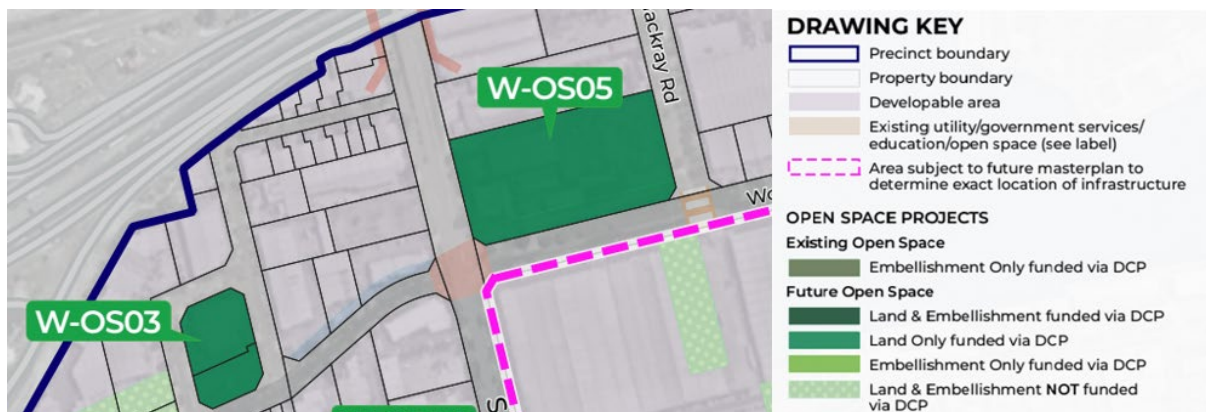 W-OS05
W-OS03
DRAWING KEY
Precinct boundary
Property boundary
Developable area
Existing utility/government services/
education/open space (see label)
Area subject to future masterplan to
determine exact location of infrastructure
OPEN SPACE PROJECTS
Existing Open Space
Embellishment Only funded via DCP
Future Open Space
Land & Embellishment funded via DCP
Land Only funded via DCP
Embellishment Only funded via DCP
Land & Embellishment NOT funded
via DCP